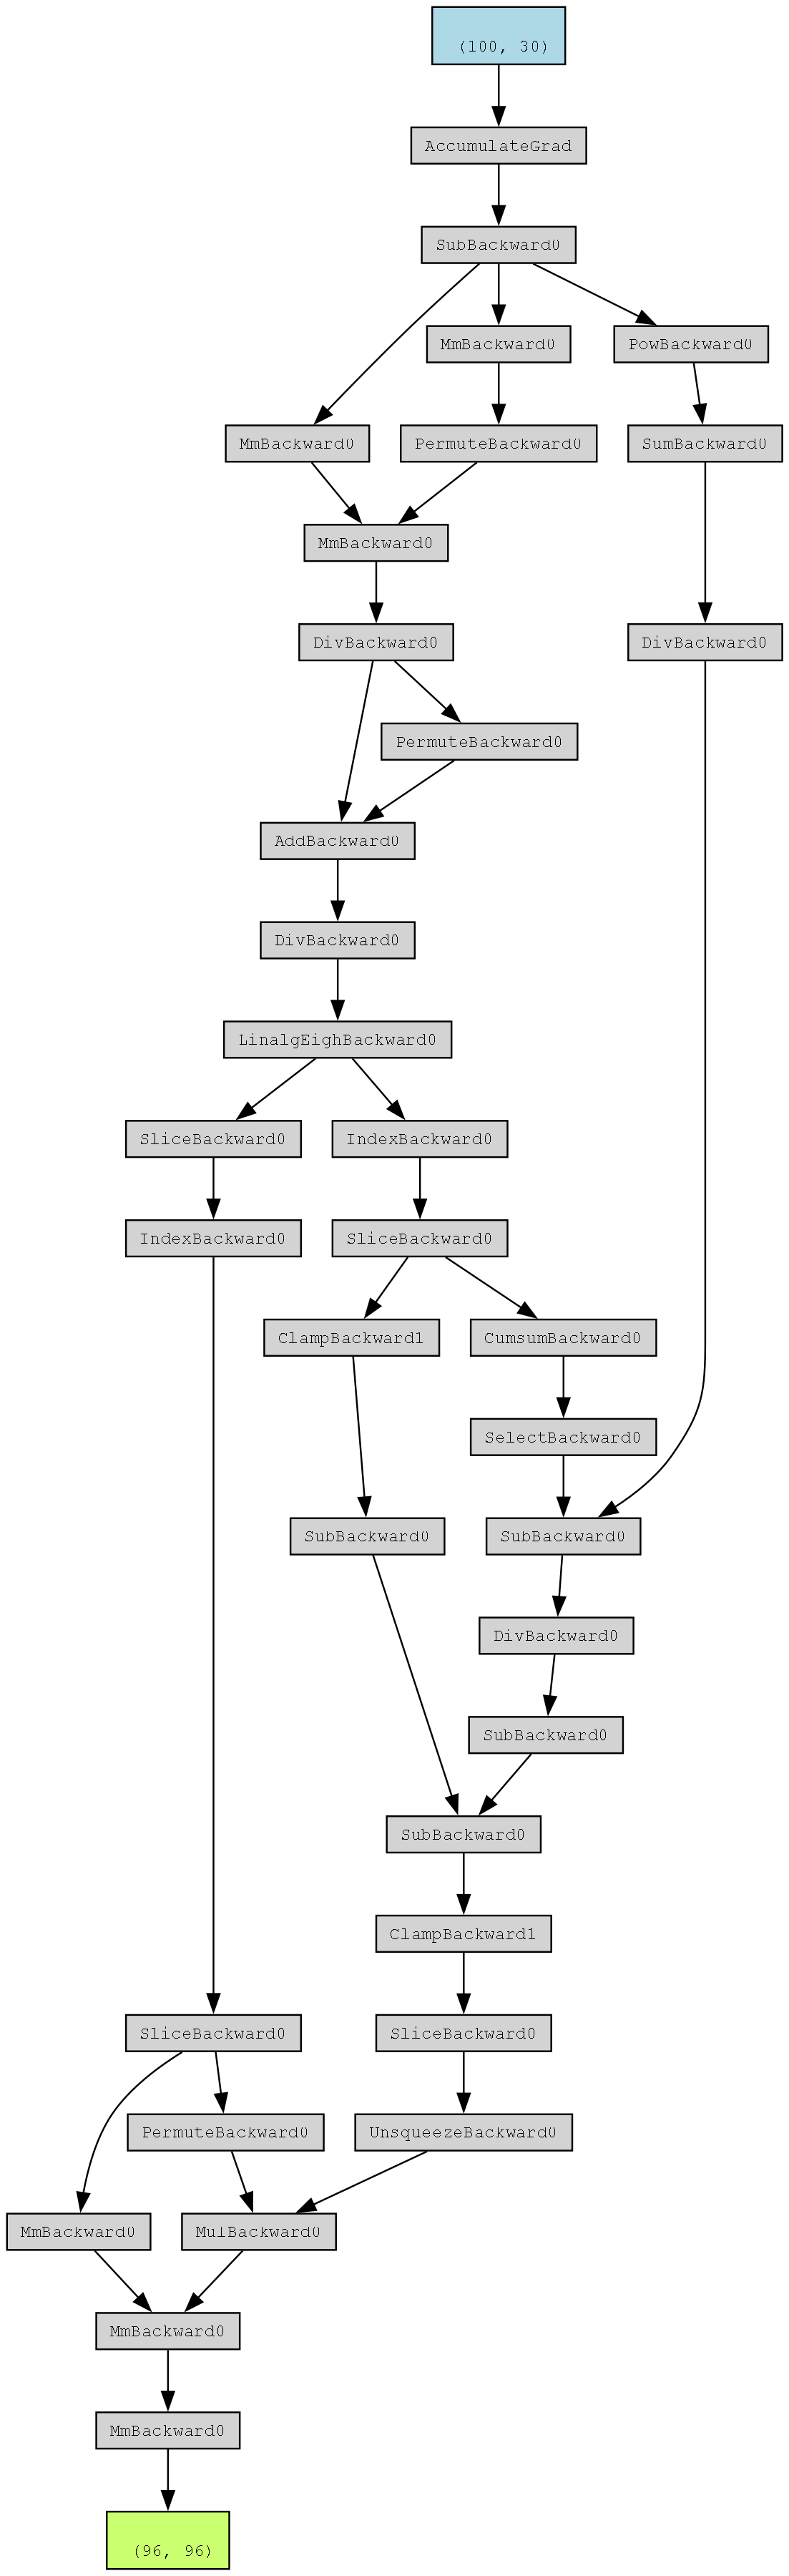 (100, 30)
AccumulateGrad
SubBackward0
MmBackward0
PowBackward0
MmBackward0
PermuteBackward0
SumBackward0
MmBackward0
DivBackward0
DivBackward0
PermuteBackward0
AddBackward0
DivBackward0
LinalgEighBackward0
SliceBackward0
IndexBackward0
IndexBackward0
SliceBackward0
ClampBackward1
CumsumBackward0
SelectBackward0
SubBackward0
SubBackward0
DivBackward0
SubBackward0
SubBackward0
ClampBackward1
SliceBackward0
SliceBackward0
PermuteBackward0
UnsqueezeBackward0
MmBackward0
MulBackward0
MmBackward0
MmBackward0
(96, 96)